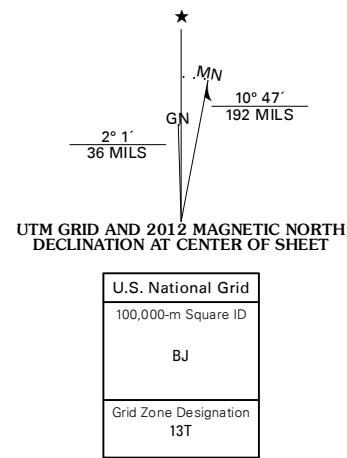 ★
MN
10° 47´
192 MILS
GN
2° 1´
36 MILS
UTM GRID AND 2012 MAGNETIC NORTH
DECLINATION AT CENTER OF SHEET
U.S. National Grid
100,000-m Square ID
BJ
Grid Zone Designation
13T